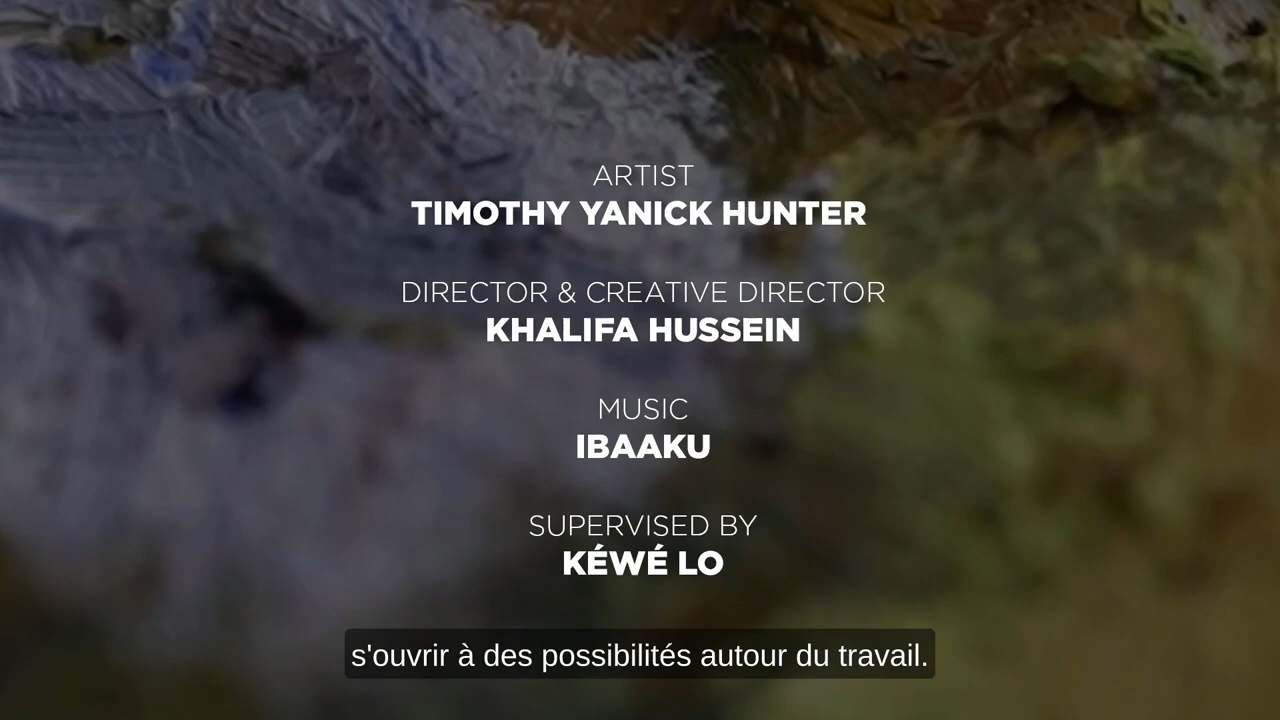 ARTIST
TIMOTHY YANICK HUNTER
DIRECTOR & CREATIVE DIRECTOR
KHALIFA HUSSEIN
MUSIC
IBAAKU
SUPERVISED BY
KÉWÉ LO
s'ouvrir à des possibilités autour du travail.